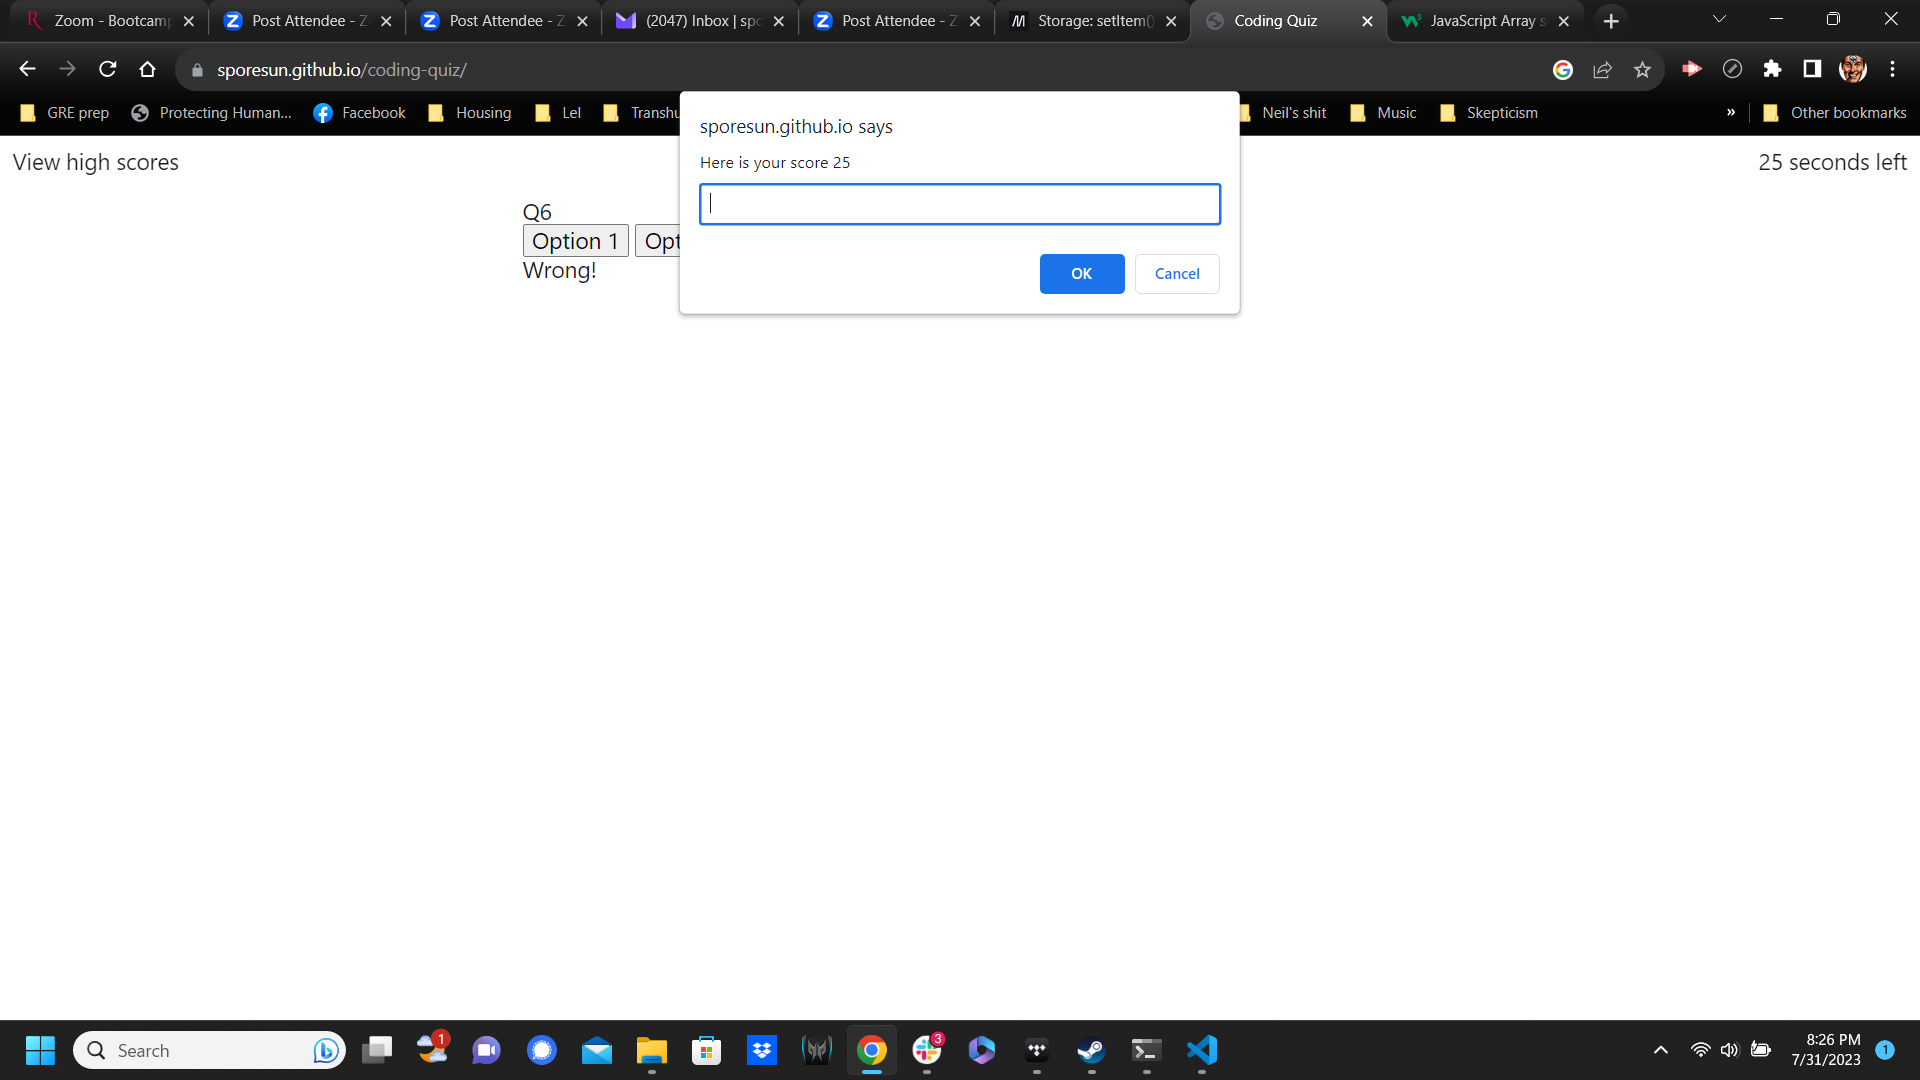 Zoom - Bootcamp
Post Attendee - Z
Post Attendee - Z
(2047) Inbox | spo
Post Attendee - Z
Storage: setItem()
Coding Quiz
JavaScript Array s
sporesun.github.io/coding-quiz/
GRE prep
Protecting Human...
Facebook
Housing
Lel
Transhu
Neil's shit
Music
Skepticism
»
Other bookmarks
sporesun.github.io says
Here is your score 25
OK
Cancel
View high scores
25 seconds left
Q6
Option 1
Opt
Wrong!
Search
1
3
8:26 PM
7/31/2023
1